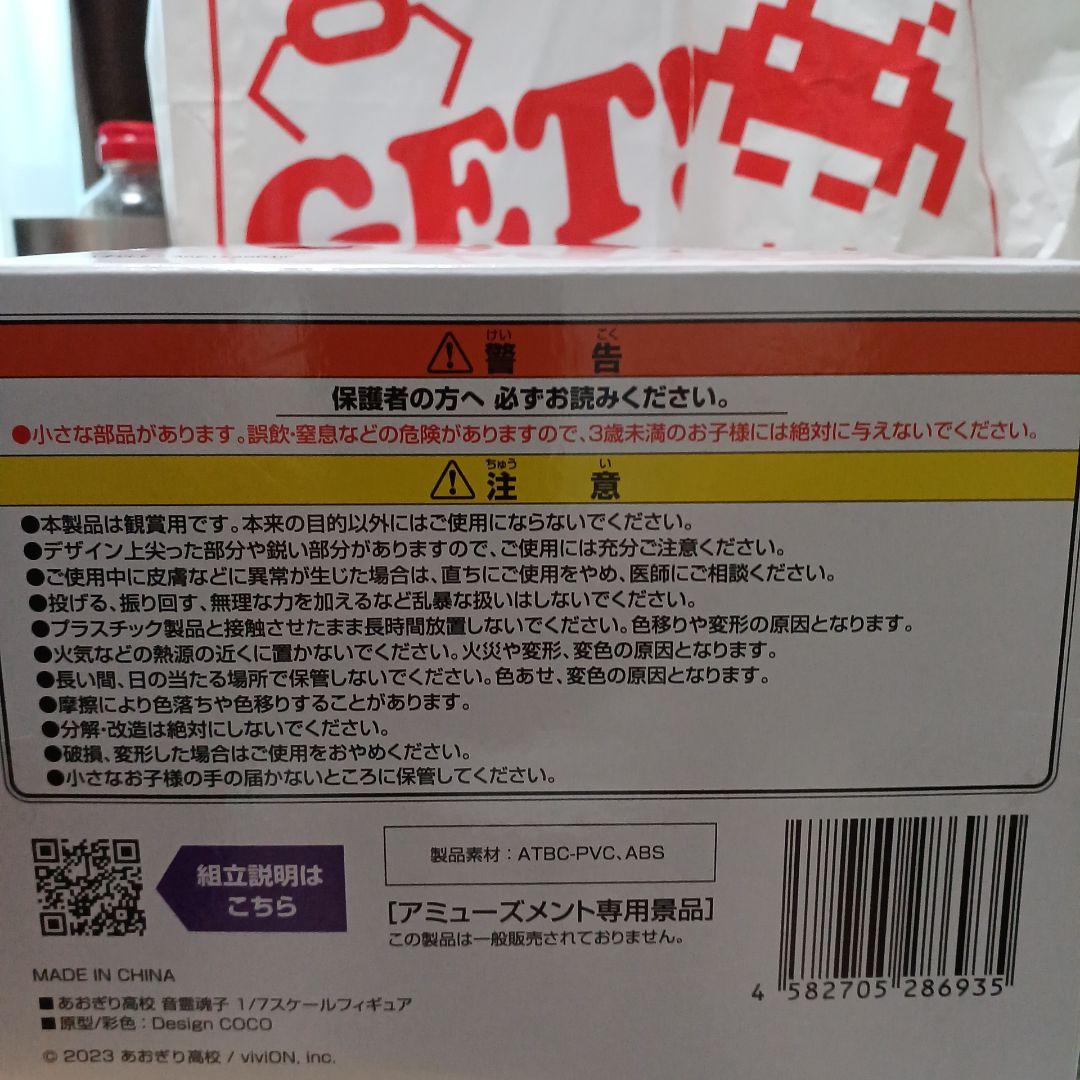 GET!
けい こく
警 告
保護者の方へ 必ずお読みください。
●小さな部品があります。誤飲・窒息などの危険がありますので、3歳未満のお子様には絶対に与えないでください。
ちゅう い
注 意
●本製品は観賞用です。本来の目的以外にはご使用にならないでください。
●デザイン上尖った部分や鋭い部分がありますので、ご使用には充分ご注意ください。
●ご使用中に皮膚などに異常が生じた場合は、直ちにご使用をやめ、医師にご相談ください。
●投げる、振り回す、無理な力を加えるなど乱暴な扱いはしないでください。
●プラスチック製品と接触させたまま長時間放置しないでください。色移りや変形の原因となります。
●火気などの熱源の近くに置かないでください。火災や変形、変色の原因となります。
●長い間、日の当たる場所で保管しないでください。色あせ、変色の原因となります。
●摩擦により色落ちや色移りすることがあります。
●分解・改造は絶対にしないでください。
●破損、変形した場合はご使用をおやめください。
●小さなお子様の手の届かないところに保管してください。
組立説明は
こちら
製品素材：ATBC-PVC、ABS
[アミューズメント専用景品]
この製品は一般販売されておりません。
4 582705 286935
MADE IN CHINA
■あおぎり高校 音霊魂子 1/7スケールフィギュア
■原型/彩色：Design COCO
© 2023 あおぎり高校 / viviON, inc.